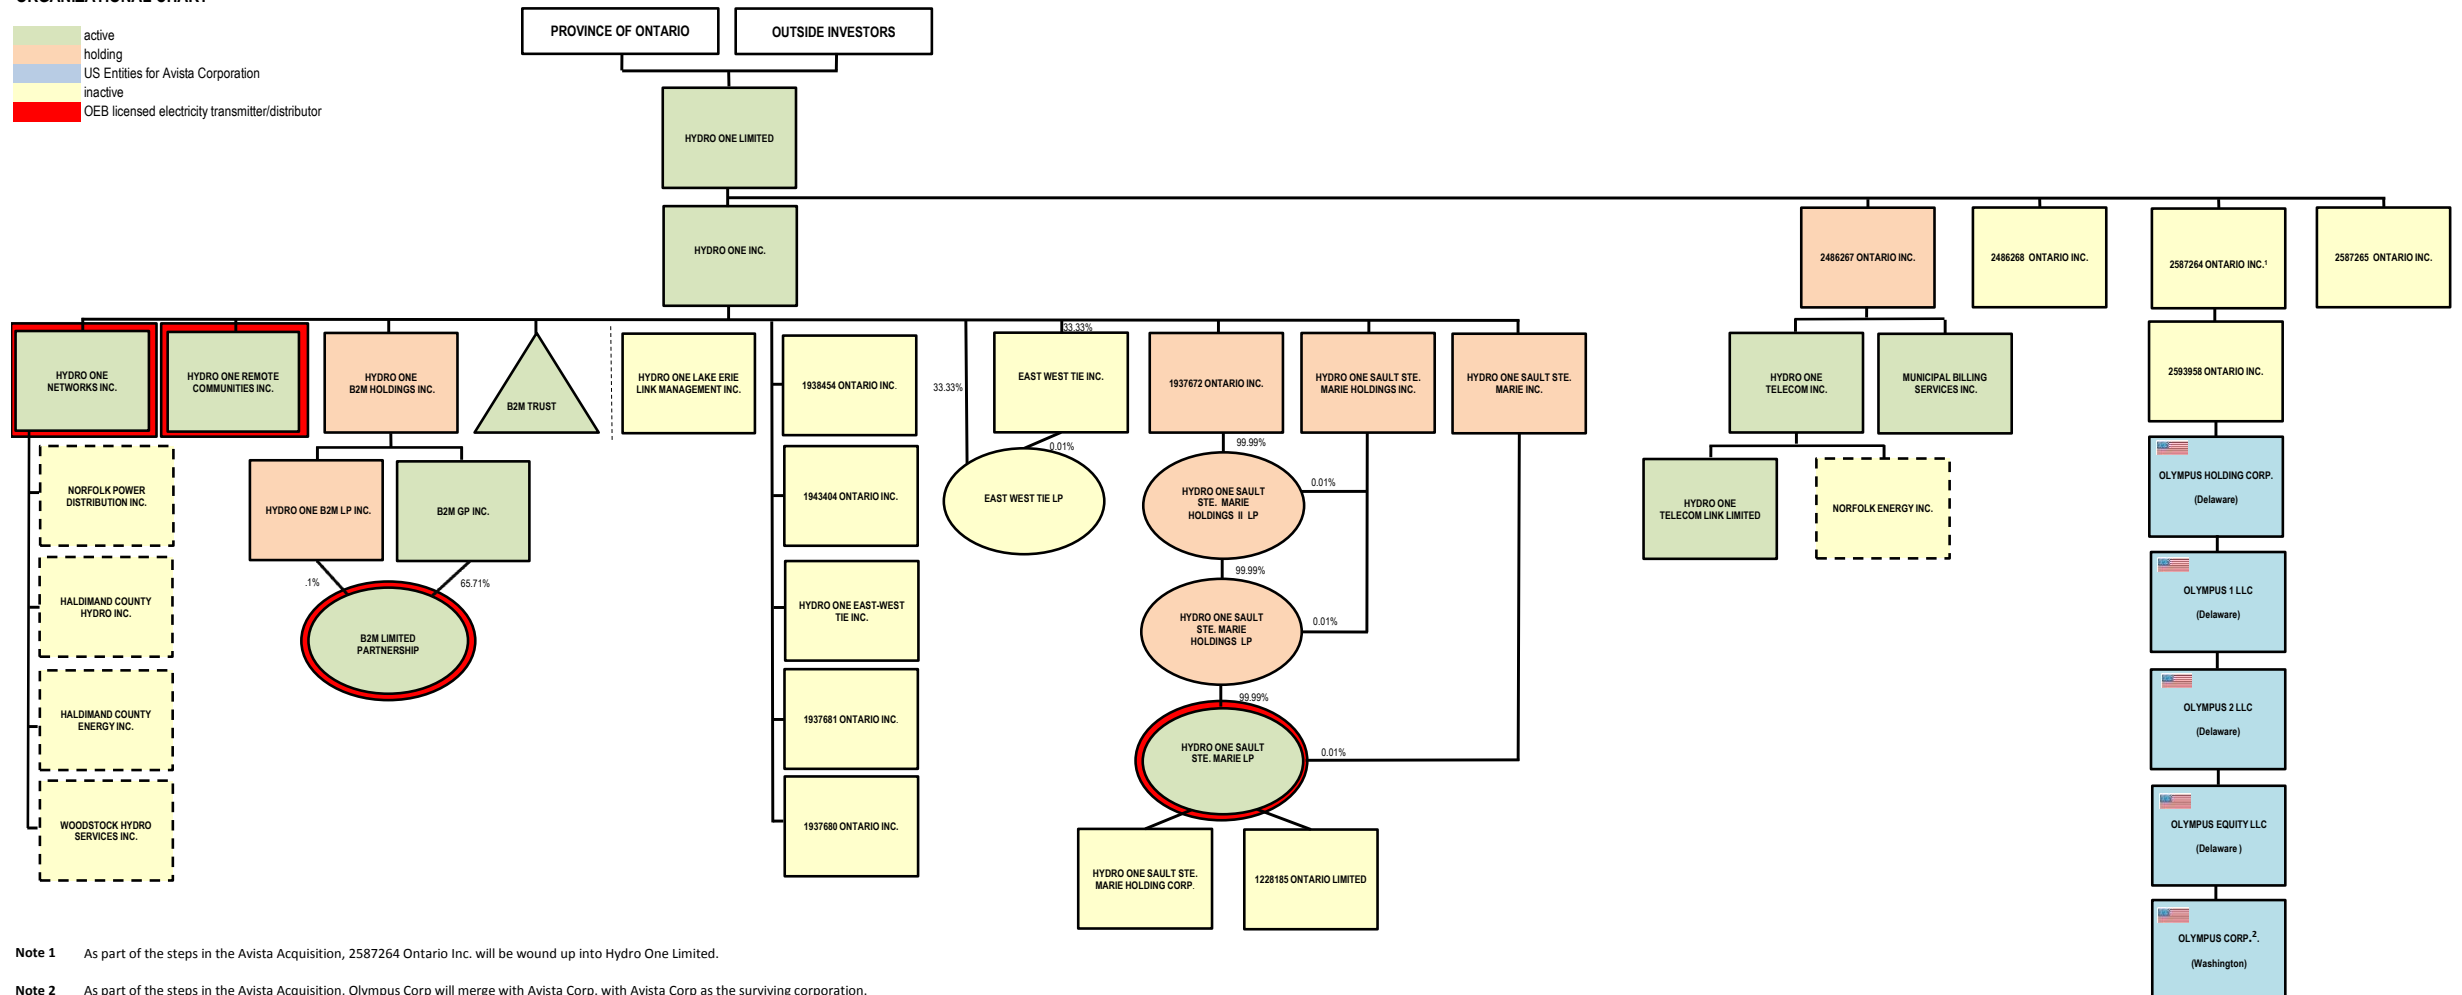 ORGANIZATIONAL CHART
active
holding
US Entities for Avista Corporation
inactive
OEB licensed electricity transmitter/distributor
PROVINCE OF ONTARIO
OUTSIDE INVESTORS
HYDRO ONE LIMITED
HYDRO ONE INC.
2486267 ONTARIO INC.
2486268 ONTARIO INC.
2587264 ONTARIO INC.¹
2587265 ONTARIO INC.
HYDRO ONE
NETWORKS INC.
HYDRO ONE REMOTE
COMMUNITIES INC.
HYDRO ONE
B2M HOLDINGS INC.
B2M TRUST
HYDRO ONE LAKE ERIE
LINK MANAGEMENT INC.
1938454 ONTARIO INC.
33.33%
33.33%
EAST WEST TIE INC.
1937672 ONTARIO INC.
HYDRO ONE SAULT STE.
MARIE HOLDINGS INC.
HYDRO ONE SAULT STE.
MARIE INC.
HYDRO ONE
TELECOM INC.
MUNICIPAL BILLING
SERVICES INC.
2593958 ONTARIO INC.
NORFOLK POWER
DISTRIBUTION INC.
HYDRO ONE B2M LP INC.
B2M GP INC.
1943404 ONTARIO INC.
0.01%
EAST WEST TIE LP
99.99%
HYDRO ONE SAULT
STE. MARIE
HOLDINGS II LP
0.01%
HYDRO ONE
TELECOM LINK LIMITED
NORFOLK ENERGY INC.
OLYMPUS HOLDING CORP.
(Delaware)
HALDIMAND COUNTY
HYDRO INC.
.1%
65.71%
B2M LIMITED
PARTNERSHIP
HYDRO ONE EAST-WEST
TIE INC.
99.99%
HYDRO ONE SAULT
STE. MARIE
HOLDINGS LP
0.01%
OLYMPUS 1 LLC
(Delaware)
HALDIMAND COUNTY
ENERGY INC.
1937681 ONTARIO INC.
99.99%
HYDRO ONE SAULT
STE. MARIE LP
0.01%
OLYMPUS 2 LLC
(Delaware)
WOODSTOCK HYDRO
SERVICES INC.
1937680 ONTARIO INC.
HYDRO ONE SAULT STE.
MARIE HOLDING CORP.
1228185 ONTARIO LIMITED
OLYMPUS EQUITY LLC
(Delaware )
OLYMPUS CORP.².
(Washington)
Note 1 As part of the steps in the Avista Acquisition, 2587264 Ontario Inc. will be wound up into Hydro One Limited.
Note 2 As part of the steps in the Avista Acquisition, Olympus Corp will merge with Avista Corp, with Avista Corp as the surviving corporation.